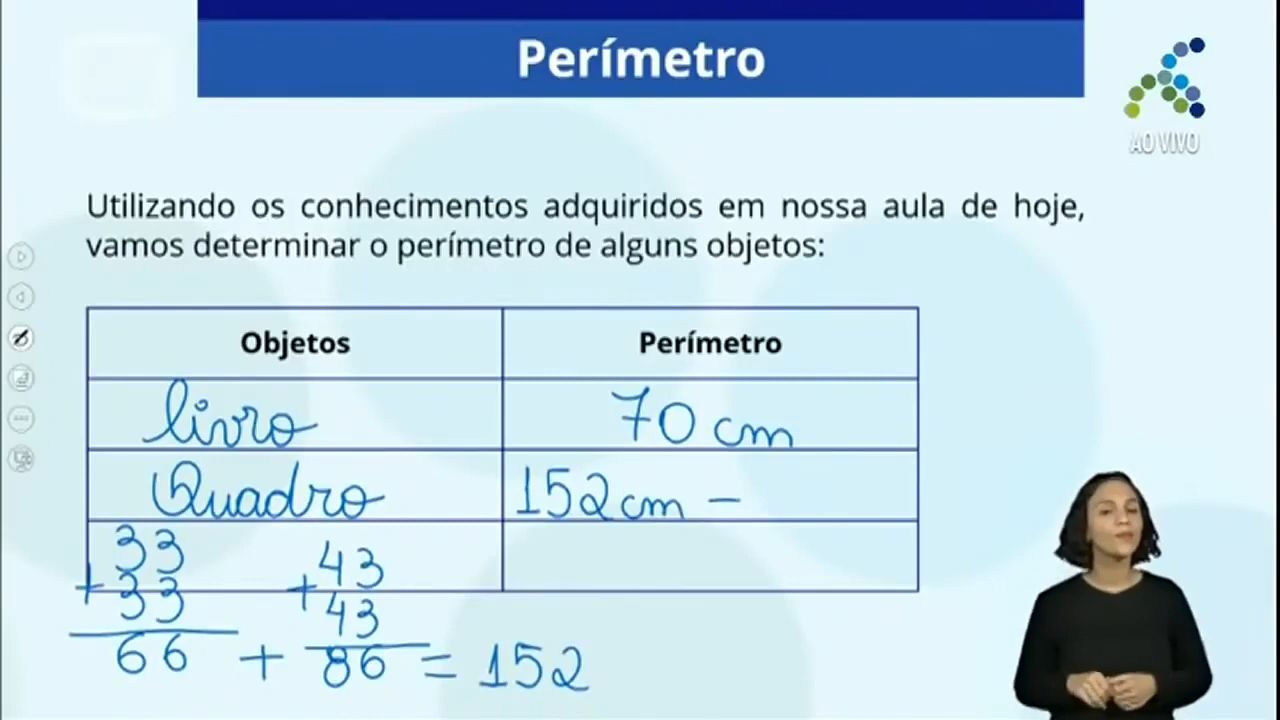 Perímetro
AO VIVO
Utilizando os conhecimentos adquiridos em nossa aula de hoje,
vamos determinar o perímetro de alguns objetos:
Objetos Perímetro
livro 70 cm
Quadro 152 cm –
33 43
+ 33 + 43
66 + 86 = 152